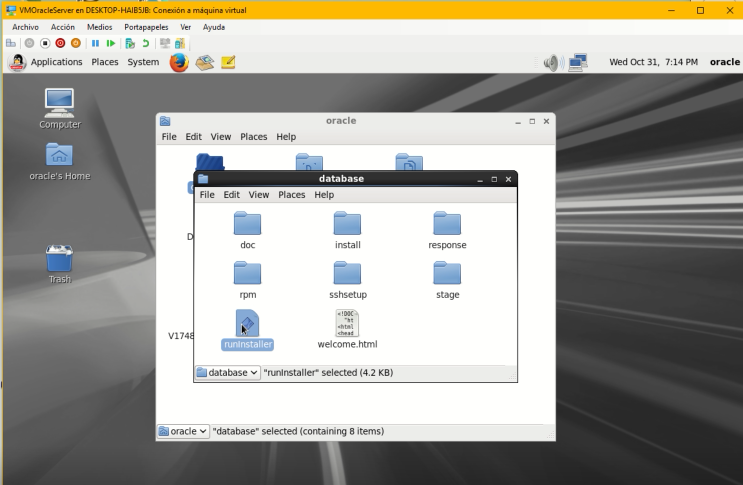 VMOracleServer en DESKTOP-HAIB5JB: Conexión a máquina virtual
Archivo Acción Medios Portapapeles Ver Ayuda
Applications Places System Wed Oct 31, 7:14 PM oracle
Computer
oracle's Home
Trash
oracle
File Edit View Places Help
D
V1748
database
File Edit View Places Help
doc install response
rpm sshsetup stage
<!DOC
"ht
<html
<head
runInstaller welcome.html
database "runInstaller" selected (4.2 KB)
oracle "database" selected (containing 8 items)